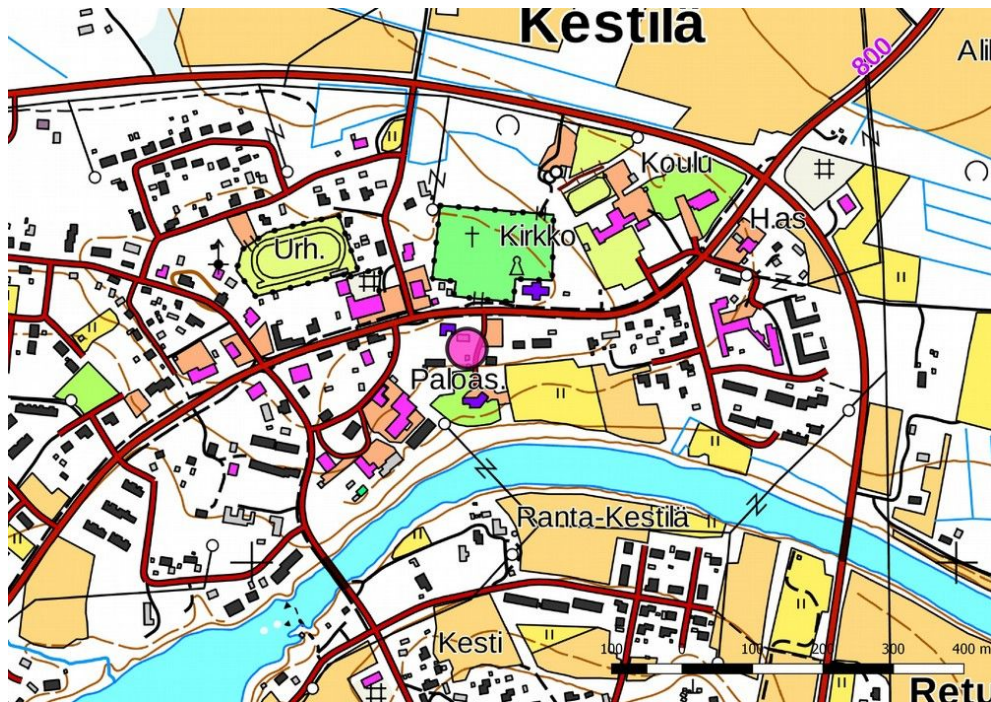 Kestilä
800
Ali
Koulu
H.as
Urh.
Kirkko
Paloas.
Ranta-Kestilä
Kesti
100 0 100 200 300 400 m
Retu